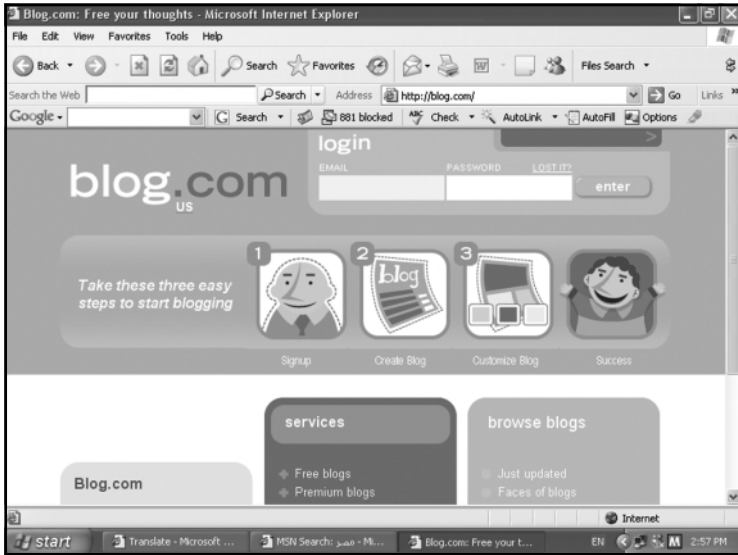 Blog.com: Free your thoughts - Microsoft Internet Explorer
File Edit View Favorites Tools Help
Back Search Favorites Files Search
Search the Web Search Address http://blog.com/ Go Links »
Google Search 881 blocked ABC Check AutoLink AutoFill Options
login >
EMAIL PASSWORD LOST IT?
blog.com enter
us
1 2 3
blog
Take these three easy
steps to start blogging
Signup Create Blog Customize Blog Success
services browse blogs
Free blogs Just updated
Blog.com
Premium blogs Faces of blogs
Internet
start Translate - Microsoft ... MSN Search: مصر - Mi... Blog.com: Free your t... EN 2:57 PM